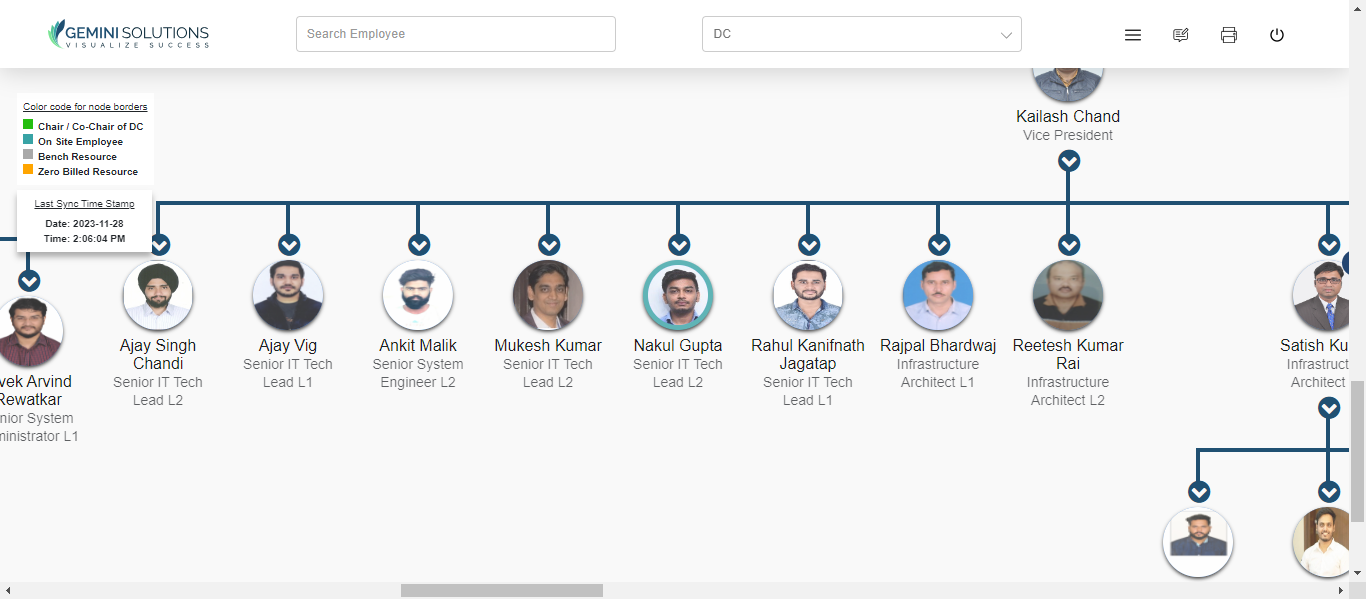 GEMINI SOLUTIONS
VISUALIZE SUCCESS
Search Employee
DC
Color code for node borders
Chair / Co-Chair of DC
On Site Employee
Bench Resource
Zero Billed Resource
Last Sync Time Stamp
Date: 2023-11-28
Time: 2:06:04 PM
Kailash Chand
Vice President
vek Arvind
Rewatkar
nior System
ministrator L1
Ajay Singh
Chandi
Senior IT Tech
Lead L2
Ajay Vig
Senior IT Tech
Lead L1
Ankit Malik
Senior System
Engineer L2
Mukesh Kumar
Senior IT Tech
Lead L2
Nakul Gupta
Senior IT Tech
Lead L2
Rahul Kanifnath
Jagatap
Senior IT Tech
Lead L1
Rajpal Bhardwaj
Infrastructure
Architect L1
Reetesh Kumar
Rai
Infrastructure
Architect L2
Satish Ku
Infrastruct
Architect